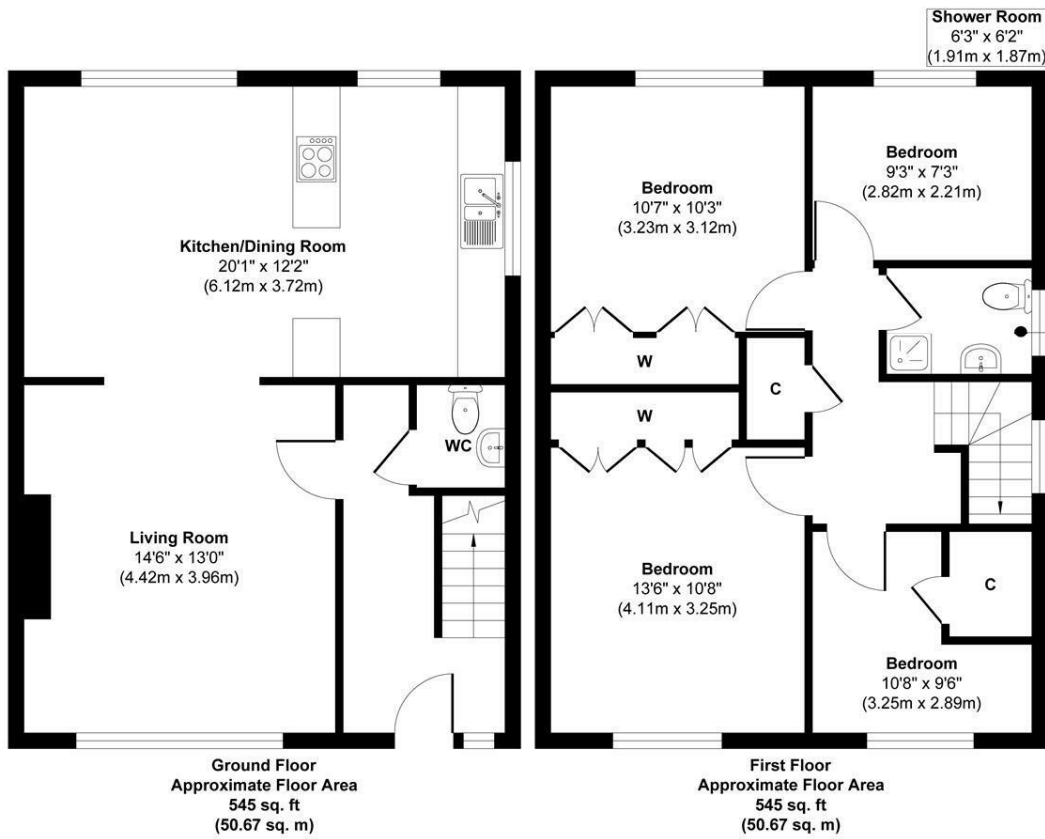 Shower Room
6'3" x 6'2"
(1.91m x 1.87m)
Kitchen/Dining Room
20'1" x 12'2"
(6.12m x 3.72m)
WC
Living Room
14'6" x 13'0"
(4.42m x 3.96m)
Ground Floor
Approximate Floor Area
545 sq. ft
(50.67 sq. m)
Bedroom
10'7" x 10'3"
(3.23m x 3.12m)
Bedroom
9'3" x 7'3"
(2.82m x 2.21m)
W
C
W
Bedroom
13'6" x 10'8"
(4.11m x 3.25m)
C
Bedroom
10'8" x 9'6"
(3.25m x 2.89m)
First Floor
Approximate Floor Area
545 sq. ft
(50.67 sq. m)